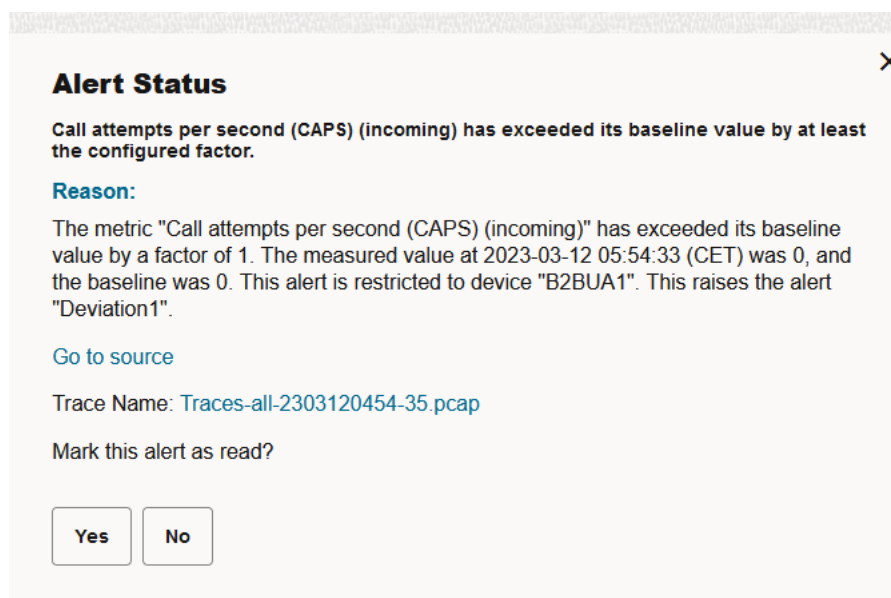 Alert Status
Call attempts per second (CAPS) (incoming) has exceeded its baseline value by at least
the configured factor.
Reason:
The metric "Call attempts per second (CAPS) (incoming)" has exceeded its baseline
value by a factor of 1. The measured value at 2023-03-12 05:54:33 (CET) was 0, and
the baseline was 0. This alert is restricted to device "B2BUA1". This raises the alert
"Deviation1".
Go to source
Trace Name: Traces-all-2303120454-35.pcap
Mark this alert as read?
Yes No